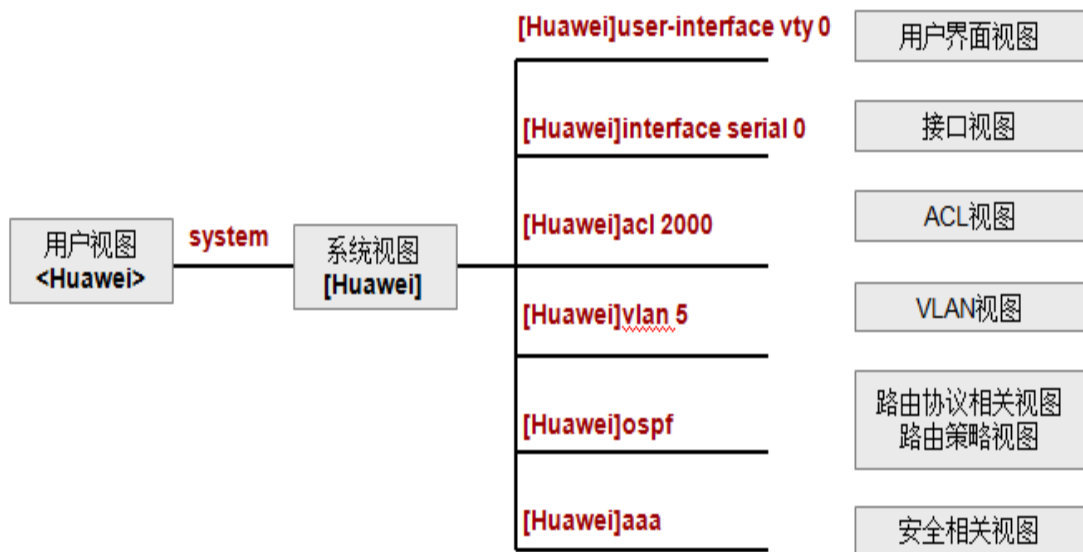 [Huawei]user-interface vty 0
用户界面视图
[Huawei]interface serial 0
接口视图
[Huawei]acl 2000
ACL视图
用户视图
<Huawei>
system
系统视图
[Huawei]
[Huawei]vlan 5
VLAN视图
[Huawei]ospf
路由协议相关视图
路由策略视图
[Huawei]aaa
安全相关视图